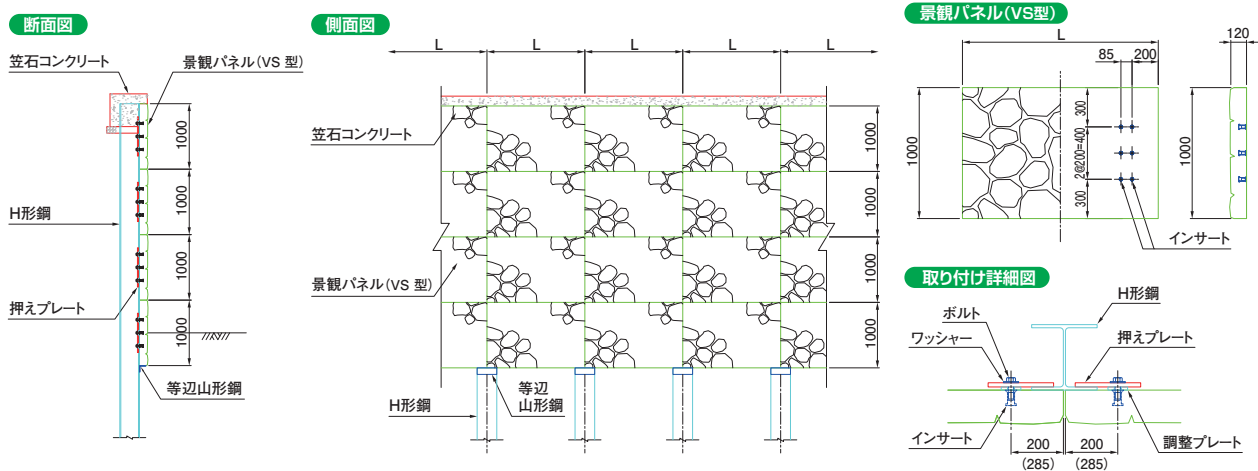 断面図
笠石コンクリート
景観パネル(VS 型)
1000
1000
H形鋼
1000
押えプレート
1000
等辺山形鋼
側面図
L
L
L
L
L
笠石コンクリート
1000
1000
1000
景観パネル(VS 型)
1000
H形鋼
等辺
山形鋼
景観パネル(VS型)
L
120
85
200
300
1000
2@200=400
1000
300
インサート
取り付け詳細図
H形鋼
ボルト
ワッシャー
押えプレート
インサート
200
200
調整プレート
(285)
(285)